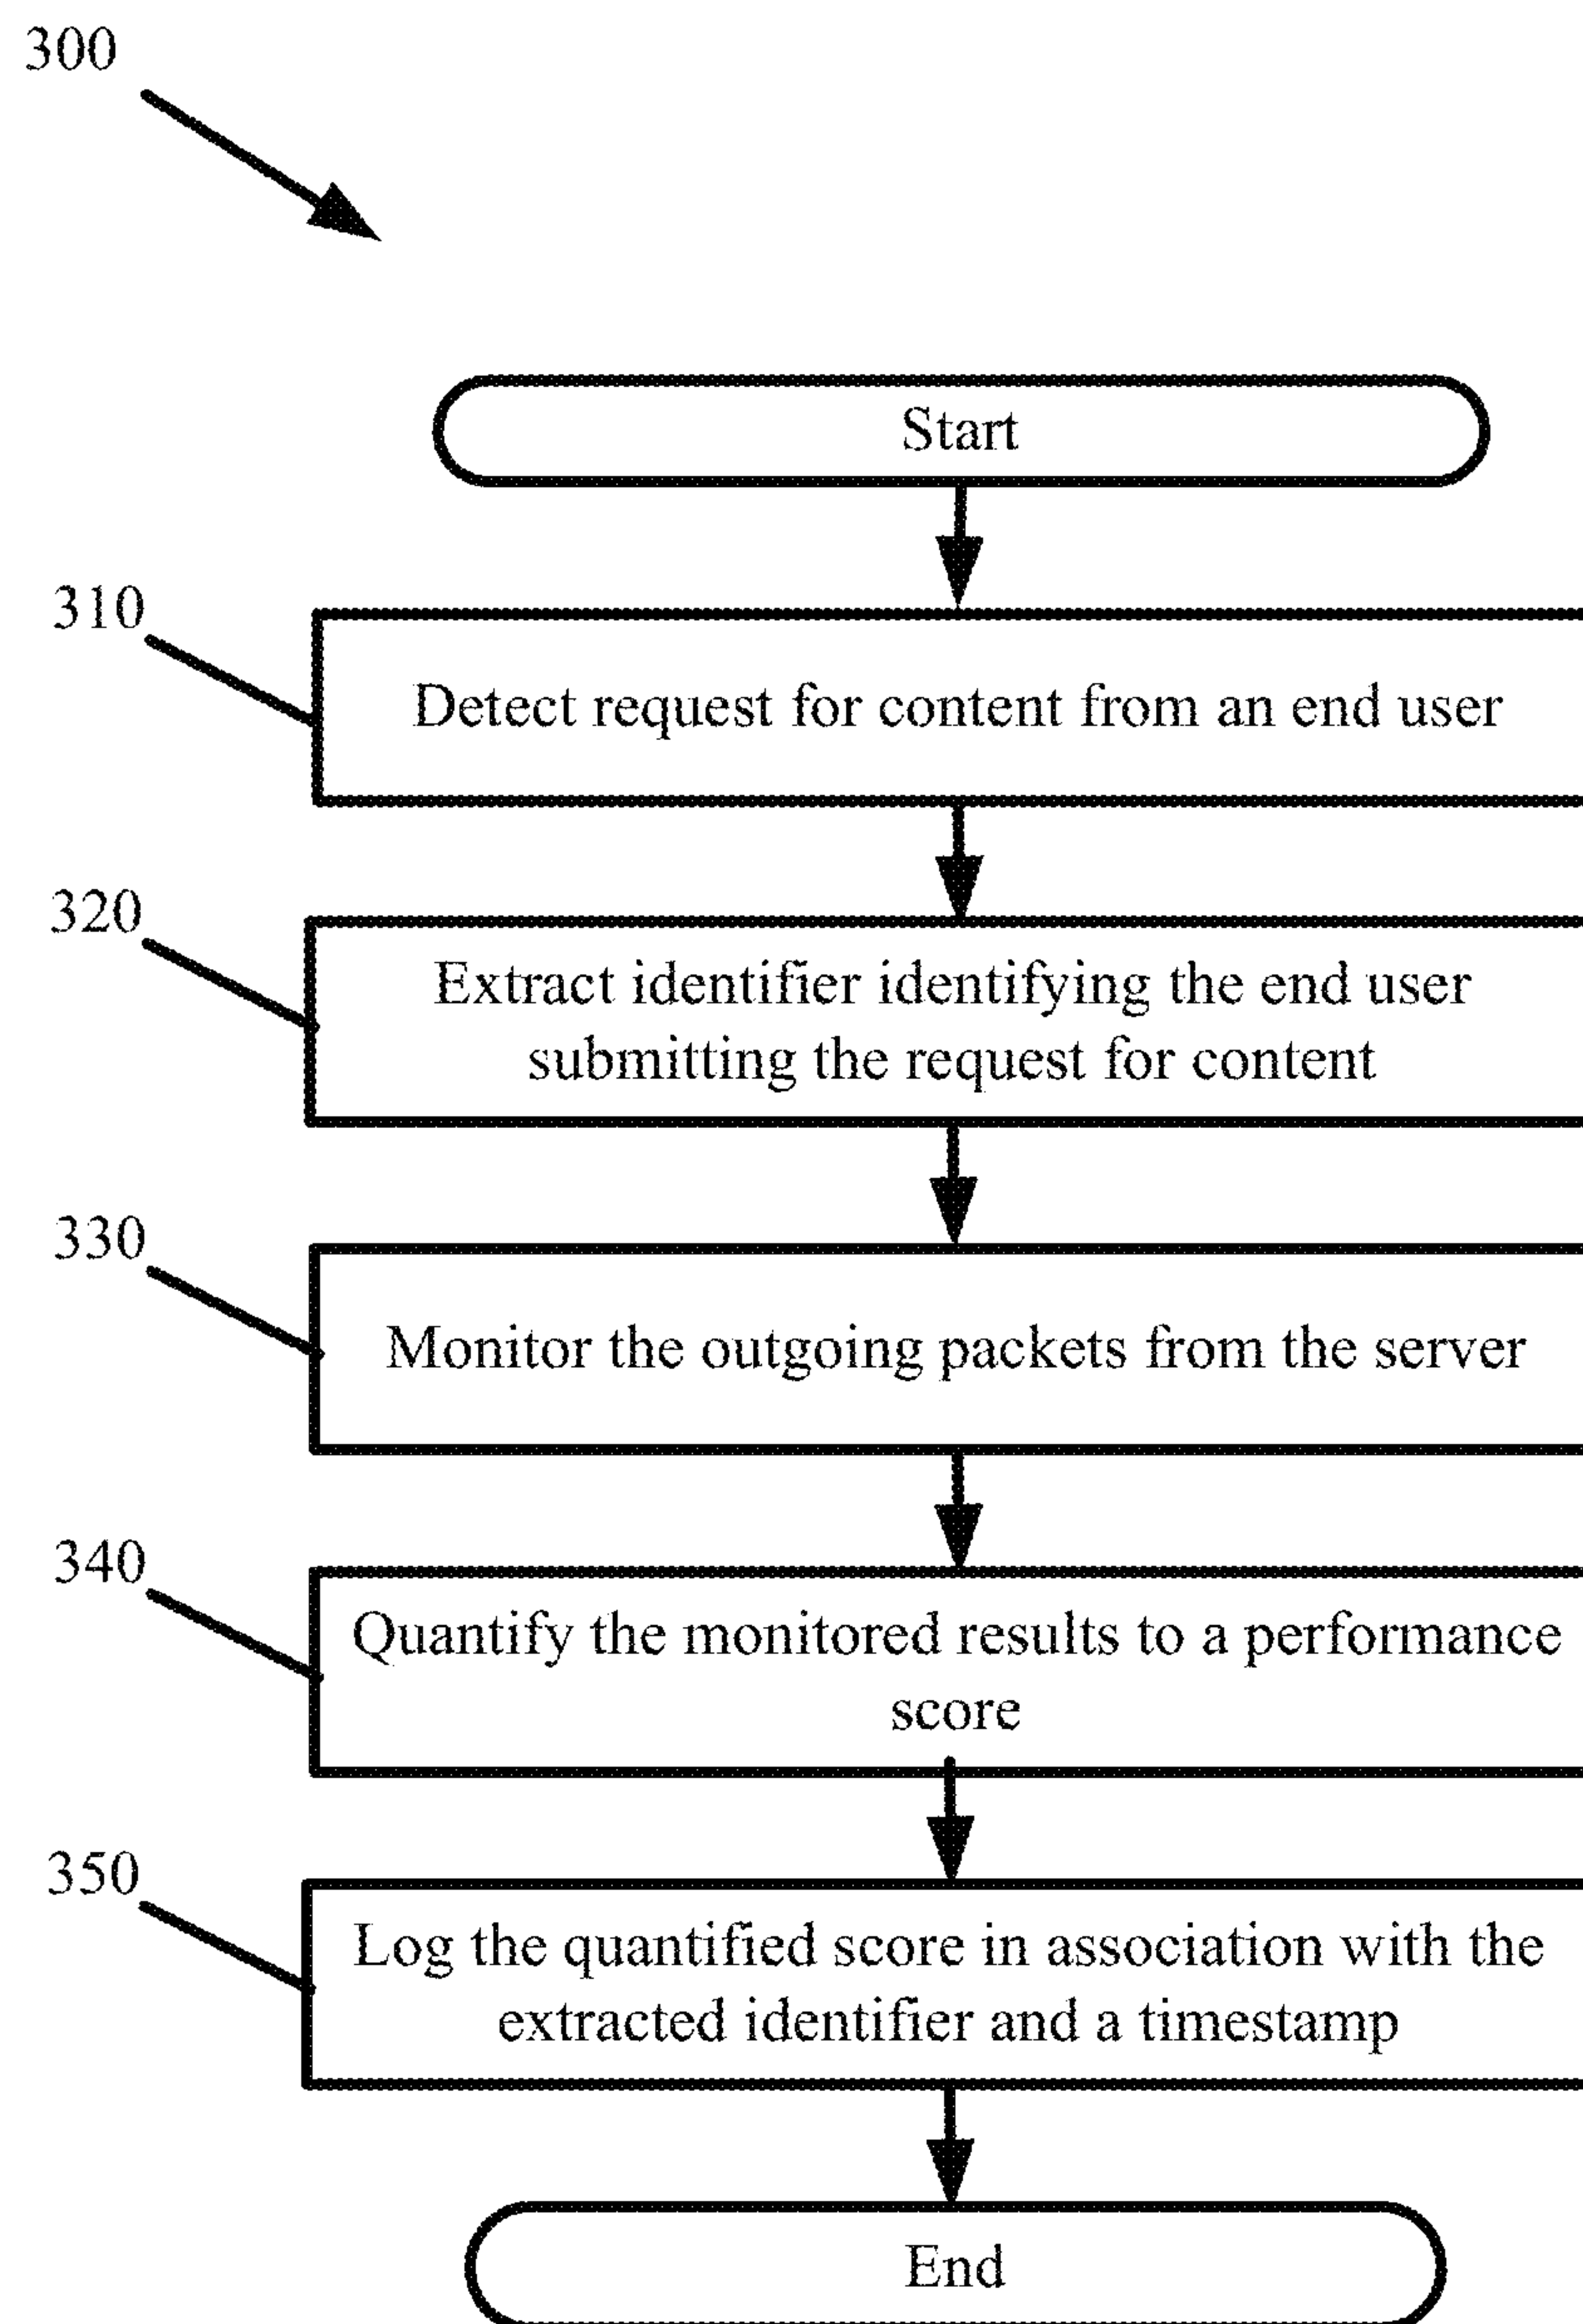 300
Start
310
Detect request for content from an end user
320
Extract identifier identifying the end user
submitting the request for content
330
Monitor the outgoing packets from the server
340
Quantify the monitored results to a performance
score
350
Log the quantified score in association with the
extracted identifier and a timestamp
End